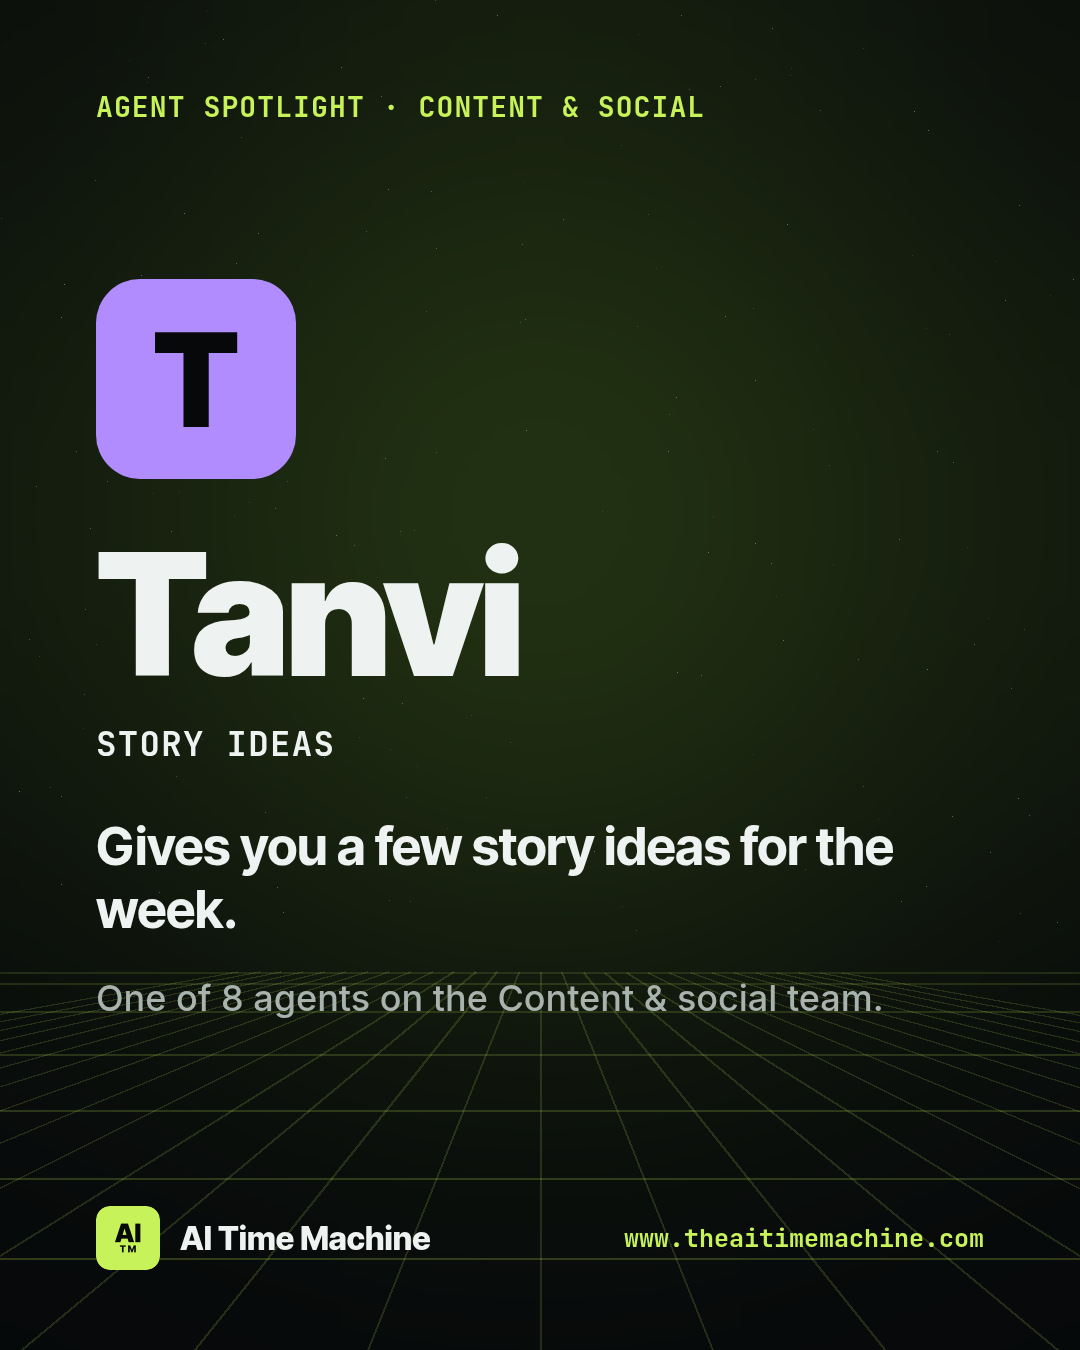 AGENT SPOTLIGHT · CONTENT & SOCIAL
T
Tanvi
STORY IDEAS
Gives you a few story ideas for the
week.
One of 8 agents on the Content & social team.
AI
TM
AI Time Machine
www.theaitimemachine.com